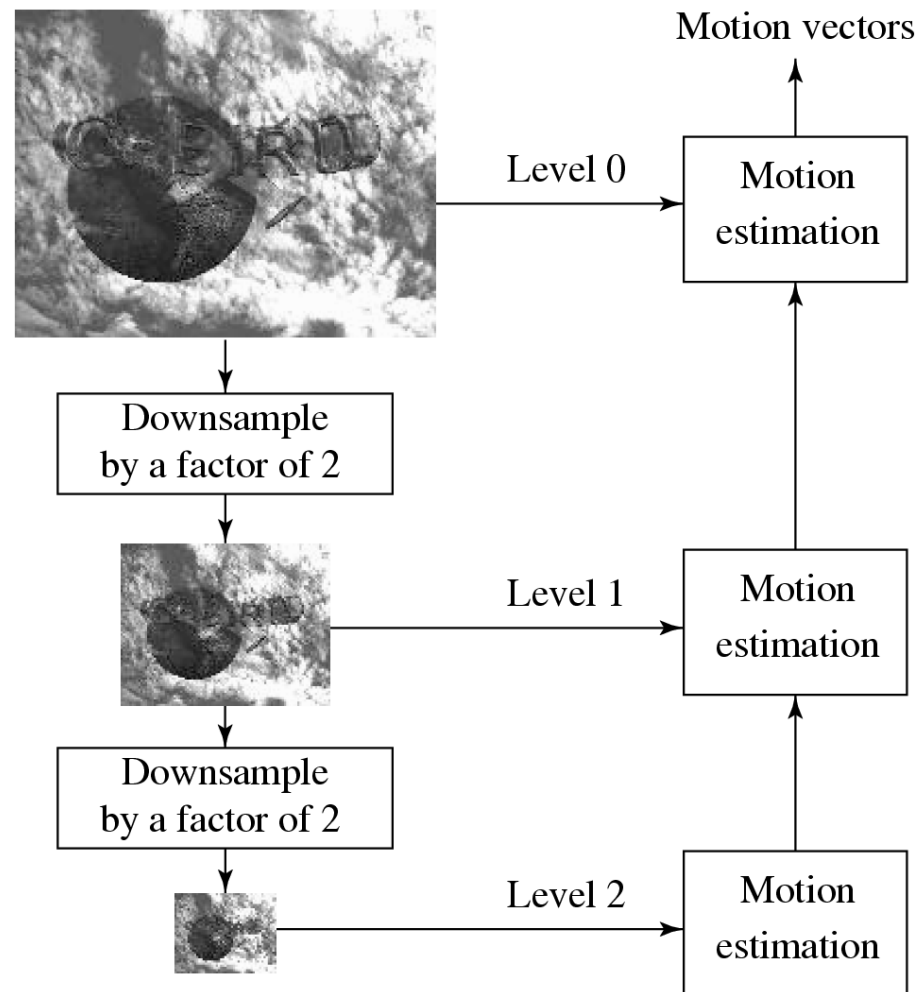 Motion vectors
Level 0
Motion
estimation
Downsample
by a factor of 2
Level 1
Motion
estimation
Downsample
by a factor of 2
Level 2
Motion
estimation